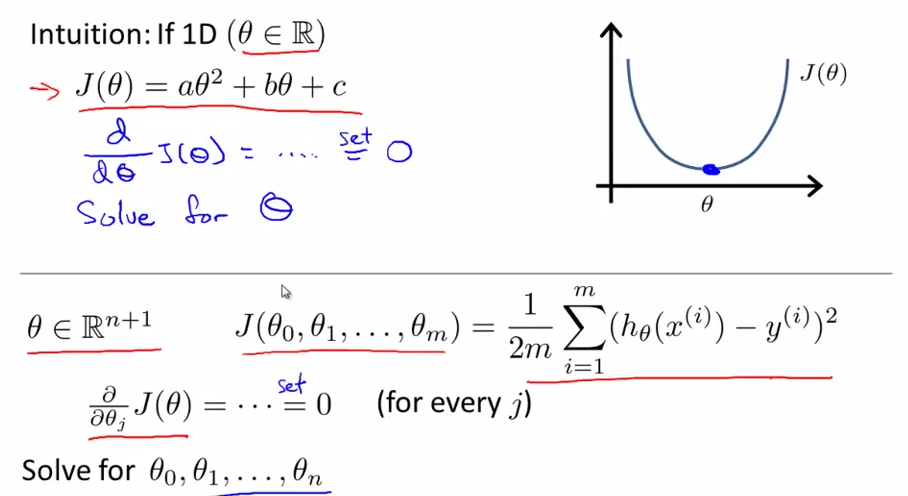 Intuition: If 1D (θ ∈ ℝ)
→ J(θ) = aθ² + bθ + c
d/dθ J(θ) = .... set = 0
Solve for θ
J(θ)
θ
θ ∈ ℝⁿ⁺¹ J(θ₀, θ₁, . . . , θₘ) = 1/2m ∑ᵢ₌₁ᵐ (h_θ(x⁽ⁱ⁾) − y⁽ⁱ⁾)²
∂/∂θⱼ J(θ) = ⋯ set = 0 (for every j)
Solve for θ₀, θ₁, . . . , θₙ